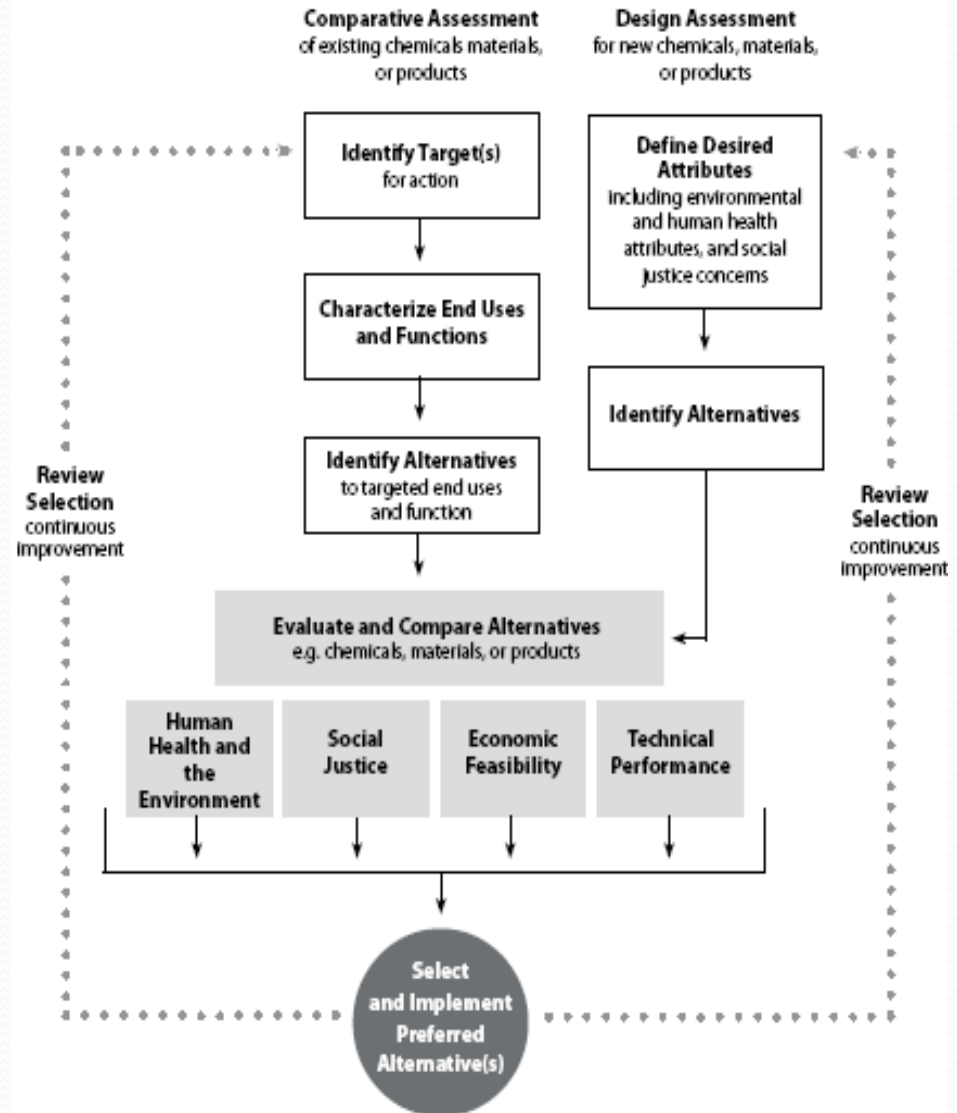 Comparative Assessment
of existing chemicals materials,
or products
Design Assessment
for new chemicals, materials,
or products
Identify Target(s)
for action
Define Desired
Attributes
including environmental
and human health
attributes, and social
justice concerns
Characterize End Uses
and Functions
Identify Alternatives
Identify Alternatives
to targeted end uses
and function
Review
Selection
continuous
improvement
Review
Selection
continuous
improvement
Evaluate and Compare Alternatives
e.g. chemicals, materials, or products
Human
Health and
the
Environment
Social
Justice
Economic
Feasibility
Technical
Performance
Select
and Implement
Preferred
Alternative(s)